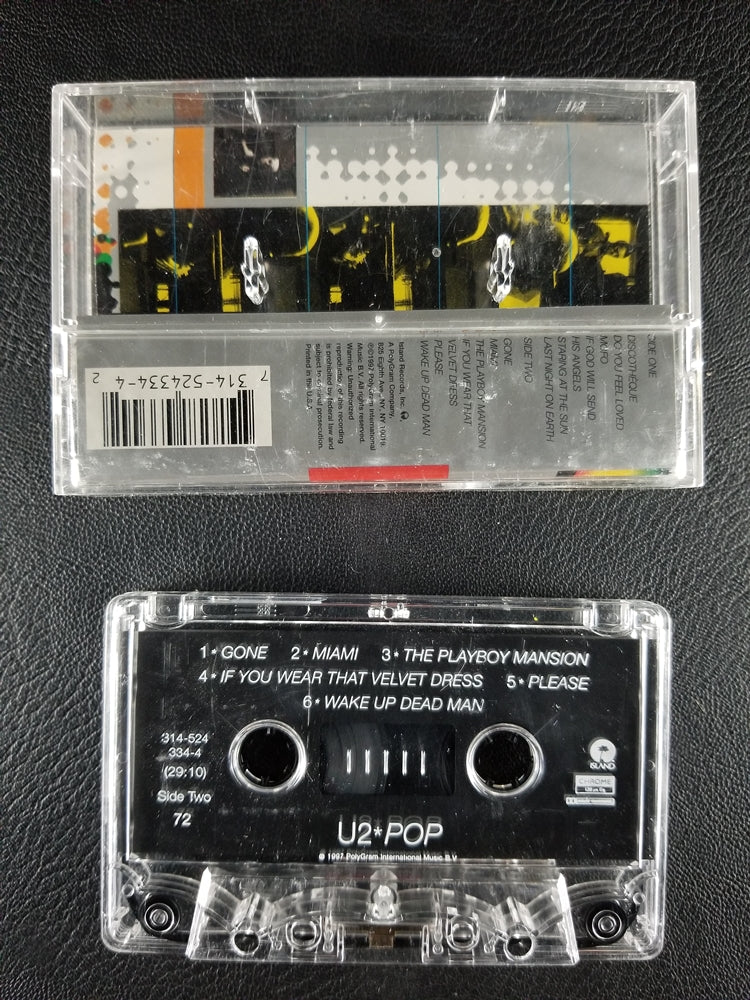 SIDE ONE
DISCOTHÈQUE
DO YOU FEEL LOVED
MOFO
IF GOD WILL SEND
HIS ANGELS
STARING AT THE SUN
LAST NIGHT ON EARTH
SIDE TWO
GONE
MIAMI
THE PLAYBOY MANSION
IF YOU WEAR THAT
VELVET DRESS
PLEASE
WAKE UP DEAD MAN
Island Records, Inc.
A PolyGram Company,
825 Eighth Ave., NY, NY 10019.
℗©1997 PolyGram International
Music B.V. All rights reserved.
Warning: Unauthorized
reproduction of this recording
is prohibited by federal law and
subject to criminal prosecution.
Printed in the U.S.A.
7 314-524334-4 2
1* GONE 2* MIAMI 3* THE PLAYBOY MANSION
4* IF YOU WEAR THAT VELVET DRESS 5* PLEASE
6* WAKE UP DEAD MAN
314-524
334-4
(29:10)
Side Two
72
ISLAND
CHROME
U2* POP
℗ 1997 PolyGram International Music B.V.